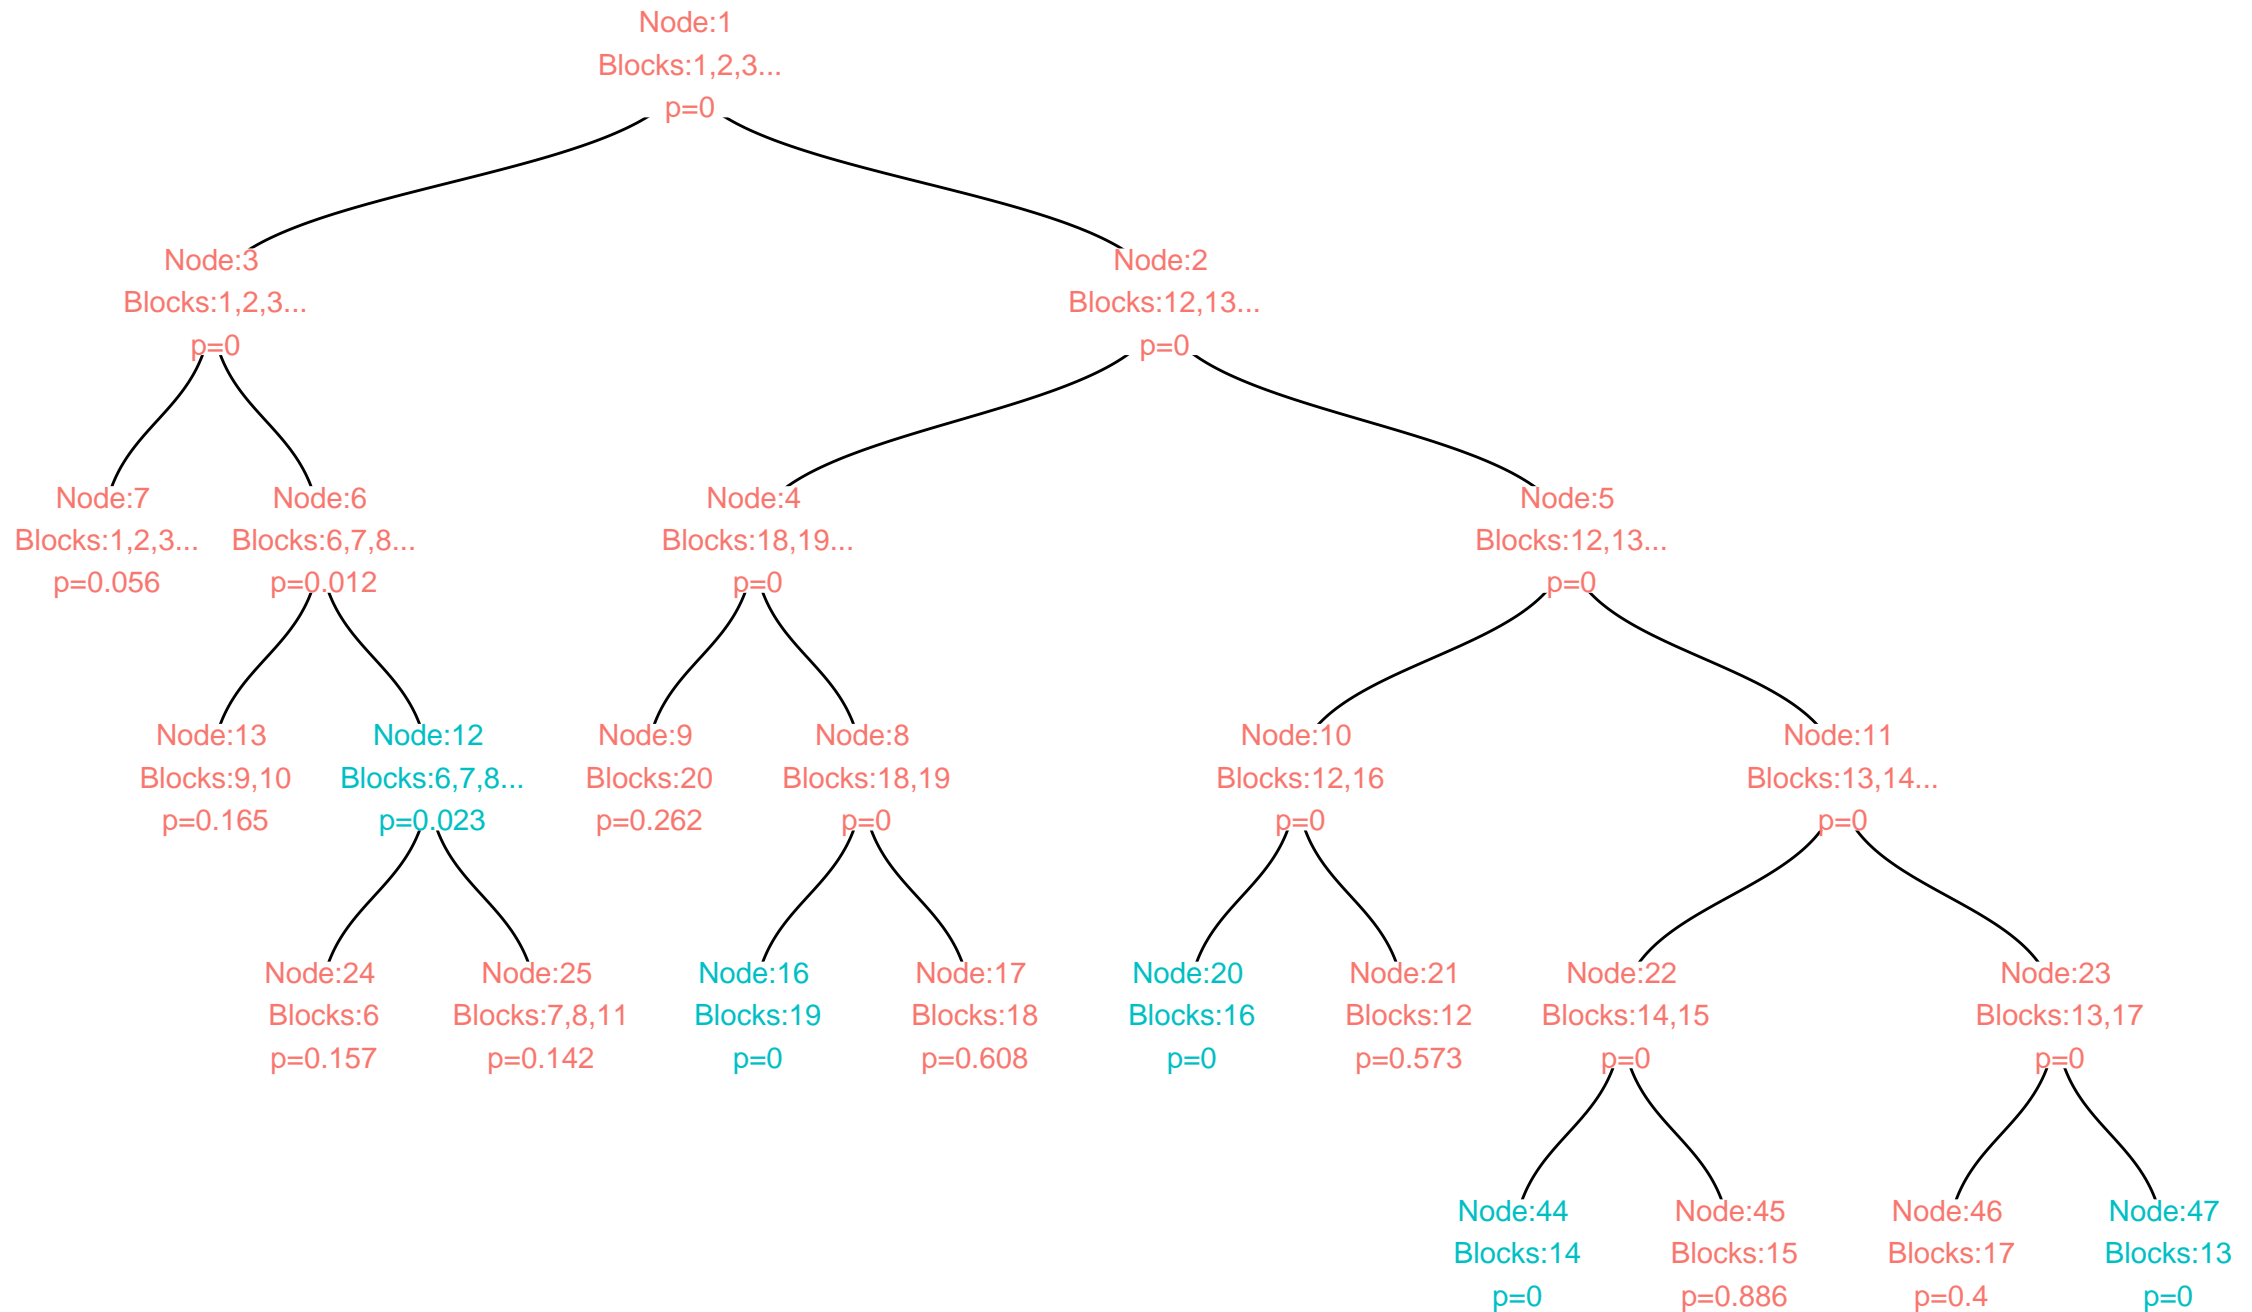 Node:1
Blocks:1,2,3...
p=0
Node:3
Blocks:1,2,3...
p=0
Node:2
Blocks:12,13...
p=0
Node:7
Blocks:1,2,3...
p=0.056
Node:6
Blocks:6,7,8...
p=0.012
Node:4
Blocks:18,19...
p=0
Node:5
Blocks:12,13...
p=0
Node:13
Blocks:9,10
p=0.165
Node:12
Blocks:6,7,8...
p=0.023
Node:9
Blocks:20
p=0.262
Node:8
Blocks:18,19
p=0
Node:10
Blocks:12,16
p=0
Node:11
Blocks:13,14...
p=0
Node:24
Blocks:6
p=0.157
Node:25
Blocks:7,8,11
p=0.142
Node:16
Blocks:19
p=0
Node:17
Blocks:18
p=0.608
Node:20
Blocks:16
p=0
Node:21
Blocks:12
p=0.573
Node:22
Blocks:14,15
p=0
Node:23
Blocks:13,17
p=0
Node:44
Blocks:14
p=0
Node:45
Blocks:15
p=0.886
Node:46
Blocks:17
p=0.4
Node:47
Blocks:13
p=0